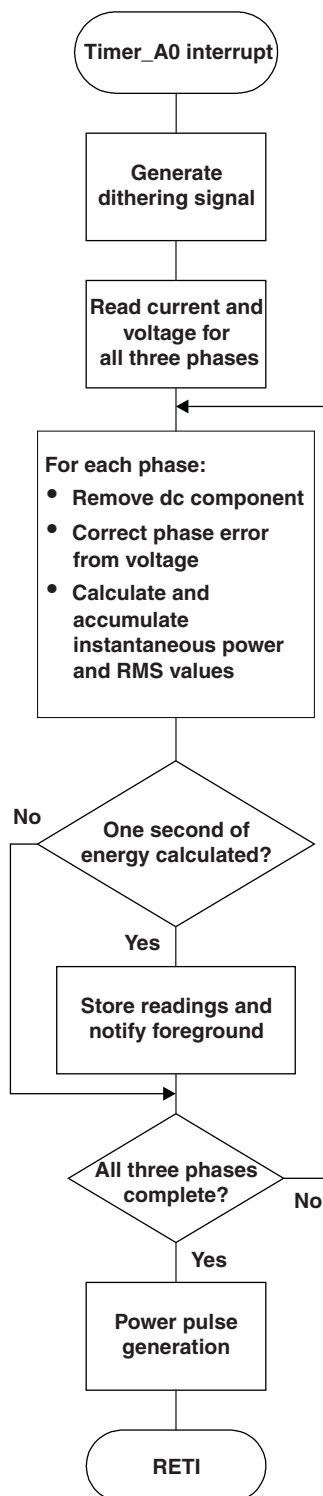 Timer_A0 interrupt
Generate
dithering signal
Read current and
voltage for
all three phases
For each phase:
• Remove dc component
• Correct phase error
from voltage
• Calculate and
accumulate
instantaneous power
and RMS values
No
One second of
energy calculated?
Yes
Store readings and
notify foreground
All three phases
complete?
No
Yes
Power pulse
generation
RETI